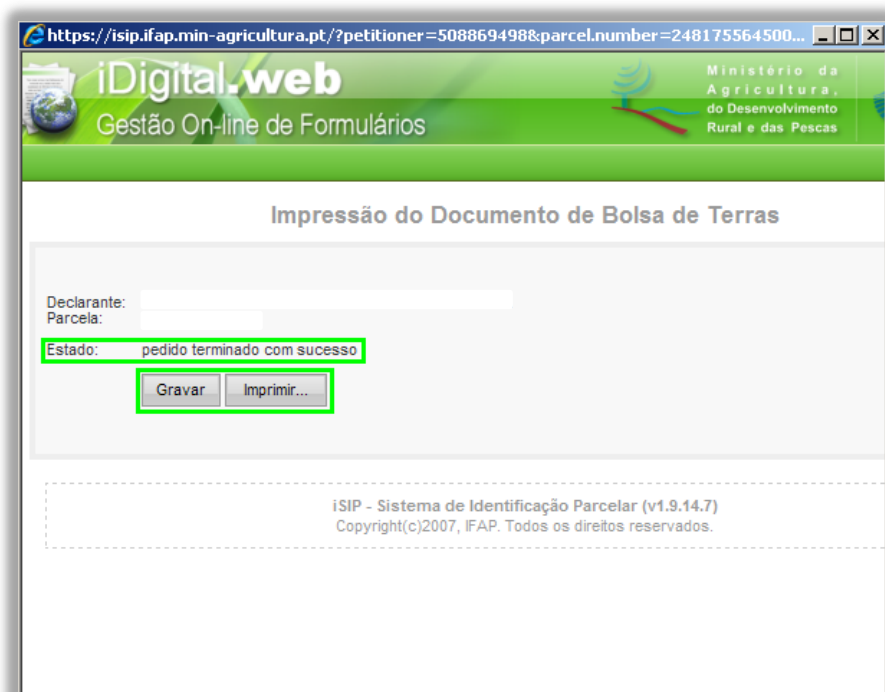 https://isip.ifap.min-agricultura.pt/?petitioner=508869498&parcel.number=248175564500...
iDigital.web
Gestão On-line de Formulários
Ministério da
Agricultura,
do Desenvolvimento
Rural e das Pescas
Impressão do Documento de Bolsa de Terras
Declarante:
Parcela:
Estado: pedido terminado com sucesso
Gravar Imprimir...
iSIP - Sistema de Identificação Parcelar (v1.9.14.7)
Copyright(c)2007, IFAP. Todos os direitos reservados.